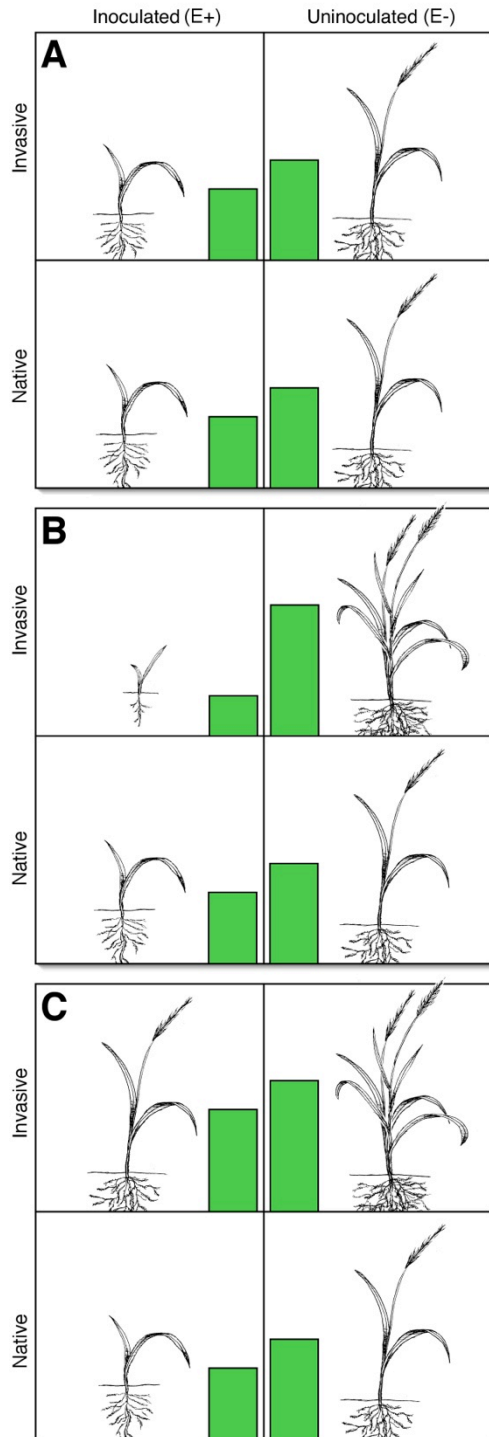 Inoculated (E+) Uninoculated (E-)
A
Invasive
Native
B
Invasive
Native
C
Invasive
Native